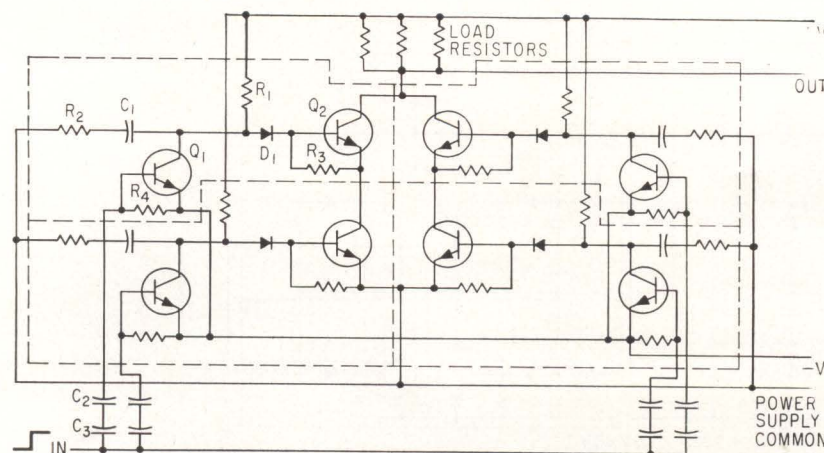 LOAD
RESISTORS
OUT
R1
R2
C1
Q2
D1
R3
Q1
R4
-V
C2
C3
IN
POWER
SUPPLY
COMMON